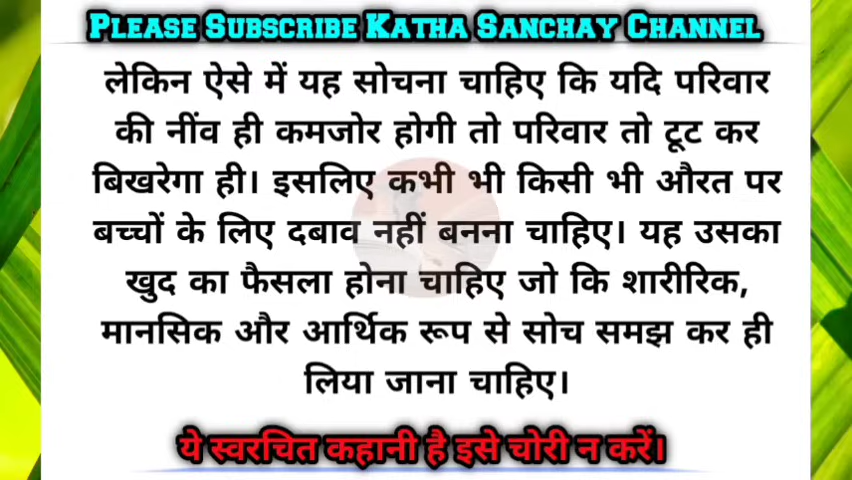 PLEASE SUBSCRIBE KATHA SANCHAY CHANNEL
लेकिन ऐसे में यह सोचना चाहिए कि यदि परिवार
की नींव ही कमजोर होगी तो परिवार तो टूट कर
बिखरेगा ही। इसलिए कभी भी किसी भी औरत पर
बच्चों के लिए दबाव नहीं बनना चाहिए। यह उसका
खुद का फैसला होना चाहिए जो कि शारीरिक,
मानसिक और आर्थिक रूप से सोच समझ कर ही
लिया जाना चाहिए।
ये स्वरचित कहानी है इसे चोरी न करें।